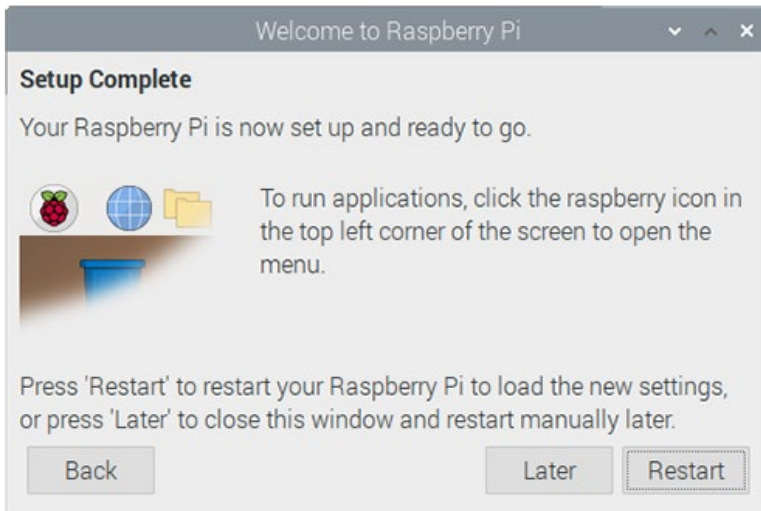 Welcome to Raspberry Pi
Setup Complete
Your Raspberry Pi is now set up and ready to go.
To run applications, click the raspberry icon in
the top left corner of the screen to open the
menu.
Press 'Restart' to restart your Raspberry Pi to load the new settings,
or press 'Later' to close this window and restart manually later.
Back Later Restart